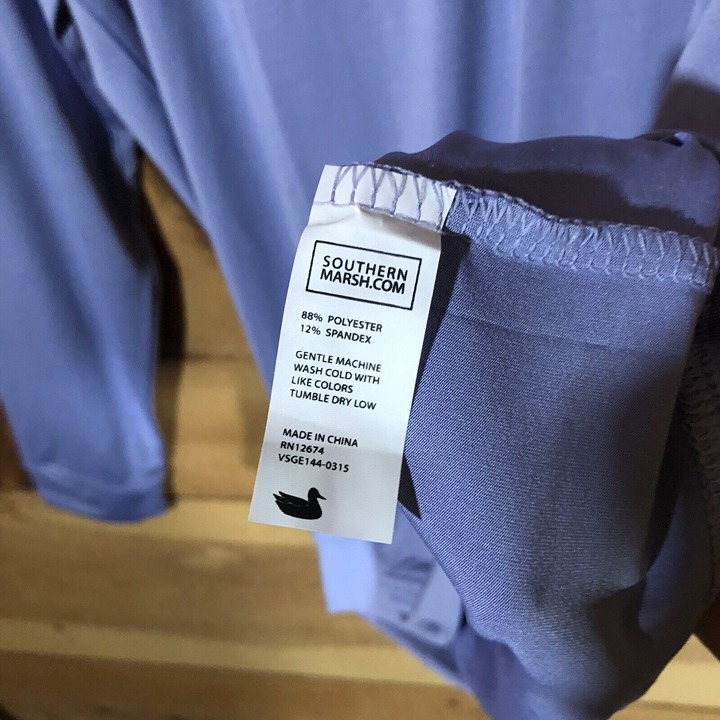 SOUTHERN
MARSH.COM
88% POLYESTER
12% SPANDEX
GENTLE MACHINE
WASH COLD WITH
LIKE COLORS
TUMBLE DRY LOW
MADE IN CHINA
RN12674
VSGE144-0315